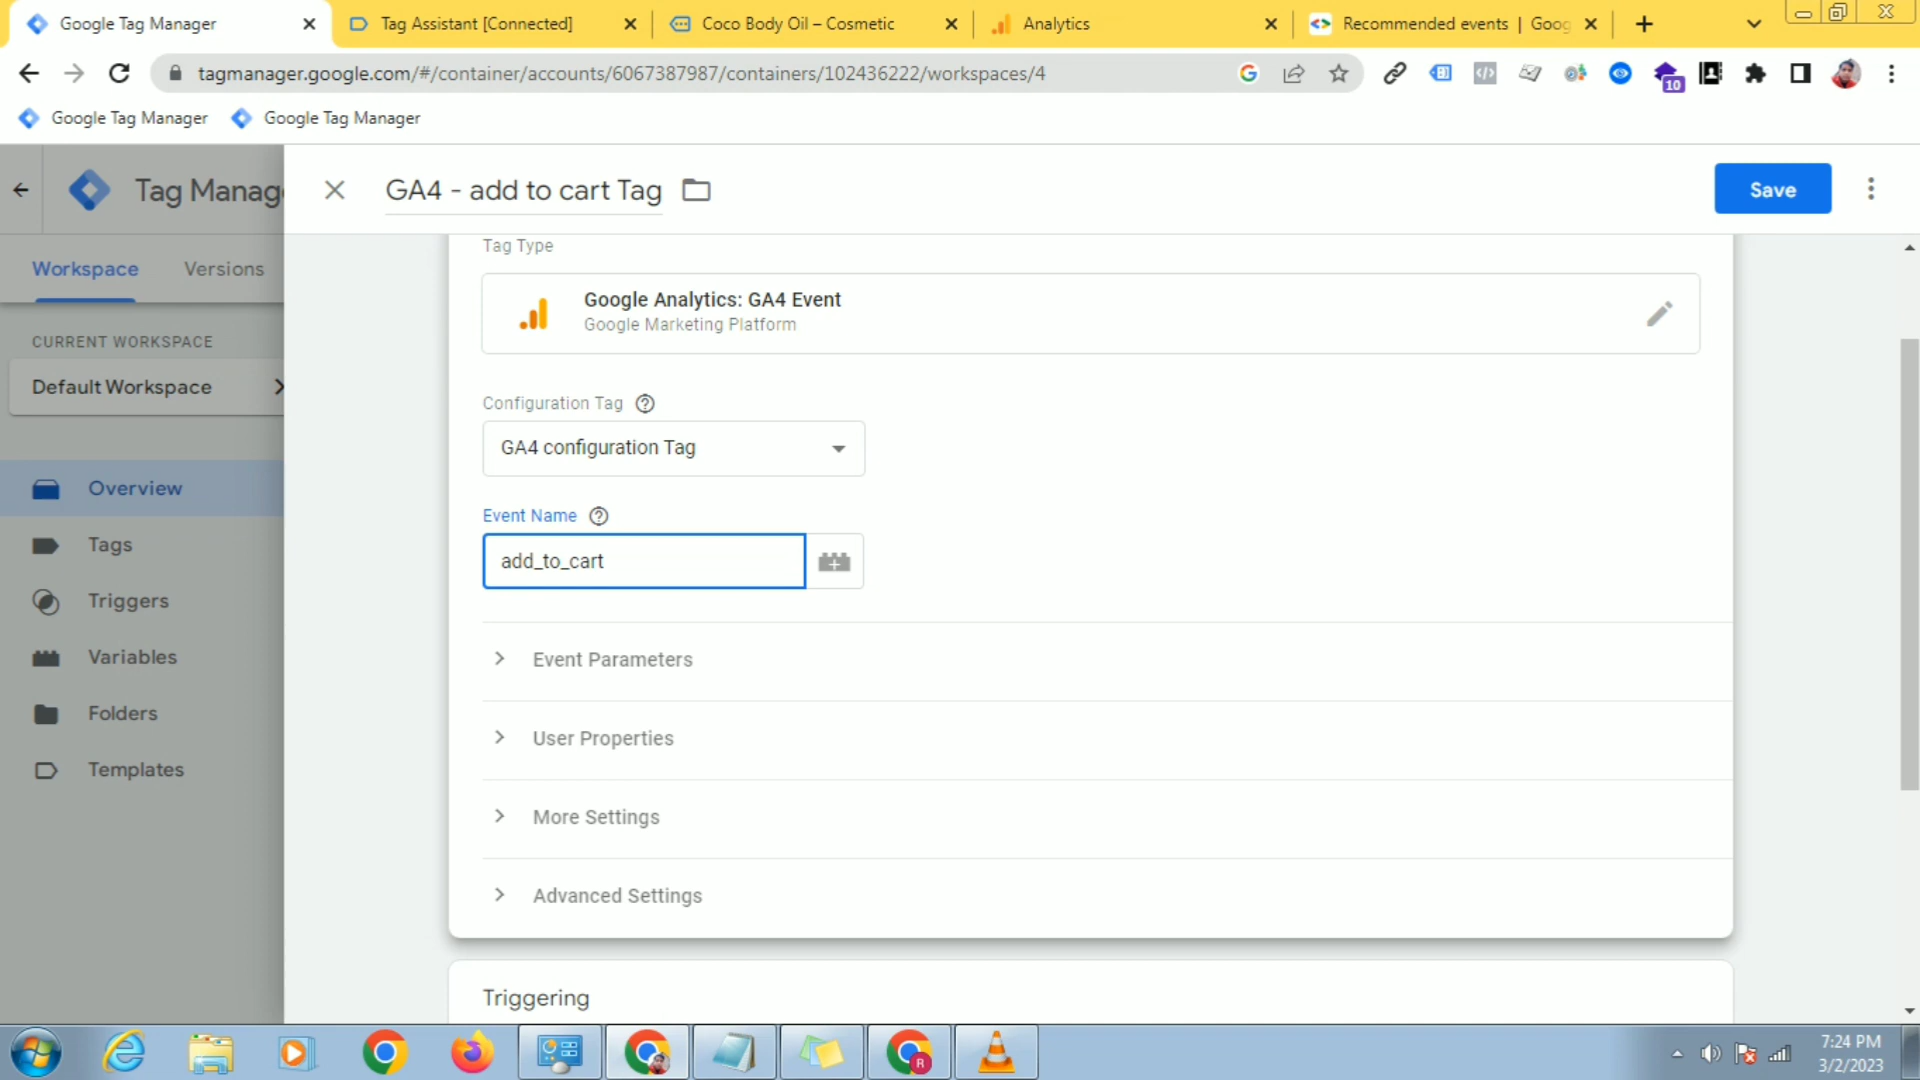 Google Tag Manager
Tag Assistant [Connected]
Coco Body Oil – Cosmetic
Analytics
Recommended events | Goog
tagmanager.google.com/#/container/accounts/6067387987/containers/102436222/workspaces/4
10
Google Tag Manager
Google Tag Manager
Tag Manage
GA4 - add to cart Tag
Save
Workspace
Versions
CURRENT WORKSPACE
Default Workspace
Overview
Tags
Triggers
Variables
Folders
Templates
Tag Type
Google Analytics: GA4 Event
Google Marketing Platform
Configuration Tag
GA4 configuration Tag
Event Name
add_to_cart
Event Parameters
User Properties
More Settings
Advanced Settings
Triggering
R
7:24 PM
3/2/2023